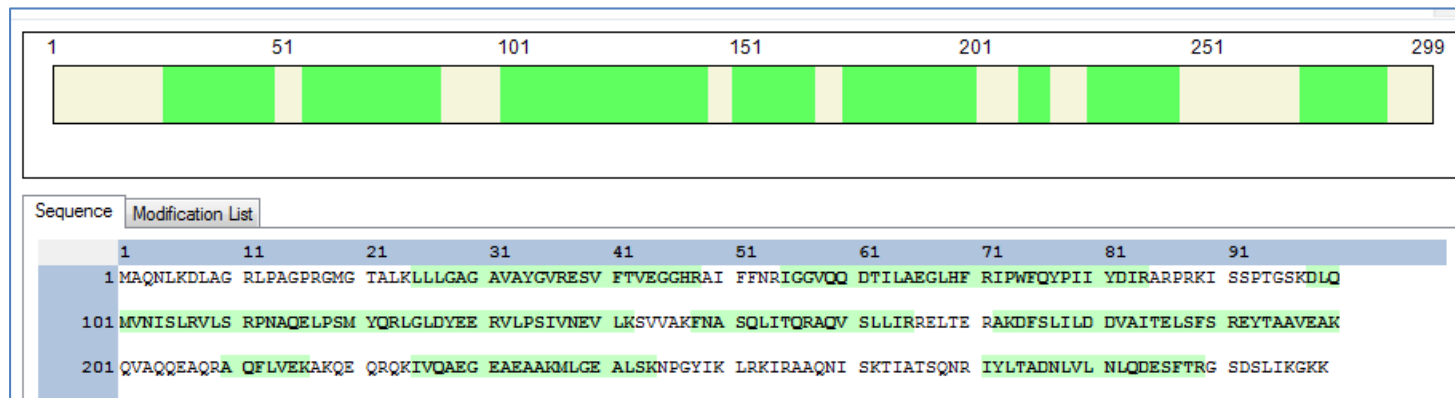 1 51 101 151 201 251 299
Sequence Modification List
1 11 21 31 41 51 61 71 81 91
1 MAQNLKDLAG RLPAGPRGMG TALKLLLGAG AVAYGVRESV FTVEGGHRAI FFNRIGGVQQ DTILAEGLHF RIPWFQYPII YDIRARPRKI SSPTGSKDLQ
101 MVNISLRVLS RPNAQELPSM YQRLGLDYEE RVLPSIVNEV LKSVVAKFNA SQLITQRAQV SLLIRRELTER RAKDFSLILD DVAITELSFS REYTAAVEAK
201 QVAQQEAQRA QFLVEKAKQE QRQKIVQAEG EAEAAKMLGE ALSKNPGYIK LRKIRAAQNI SKTIATSQNR IYLTADNLVL NLQDESFTRG SDSLIKGKK